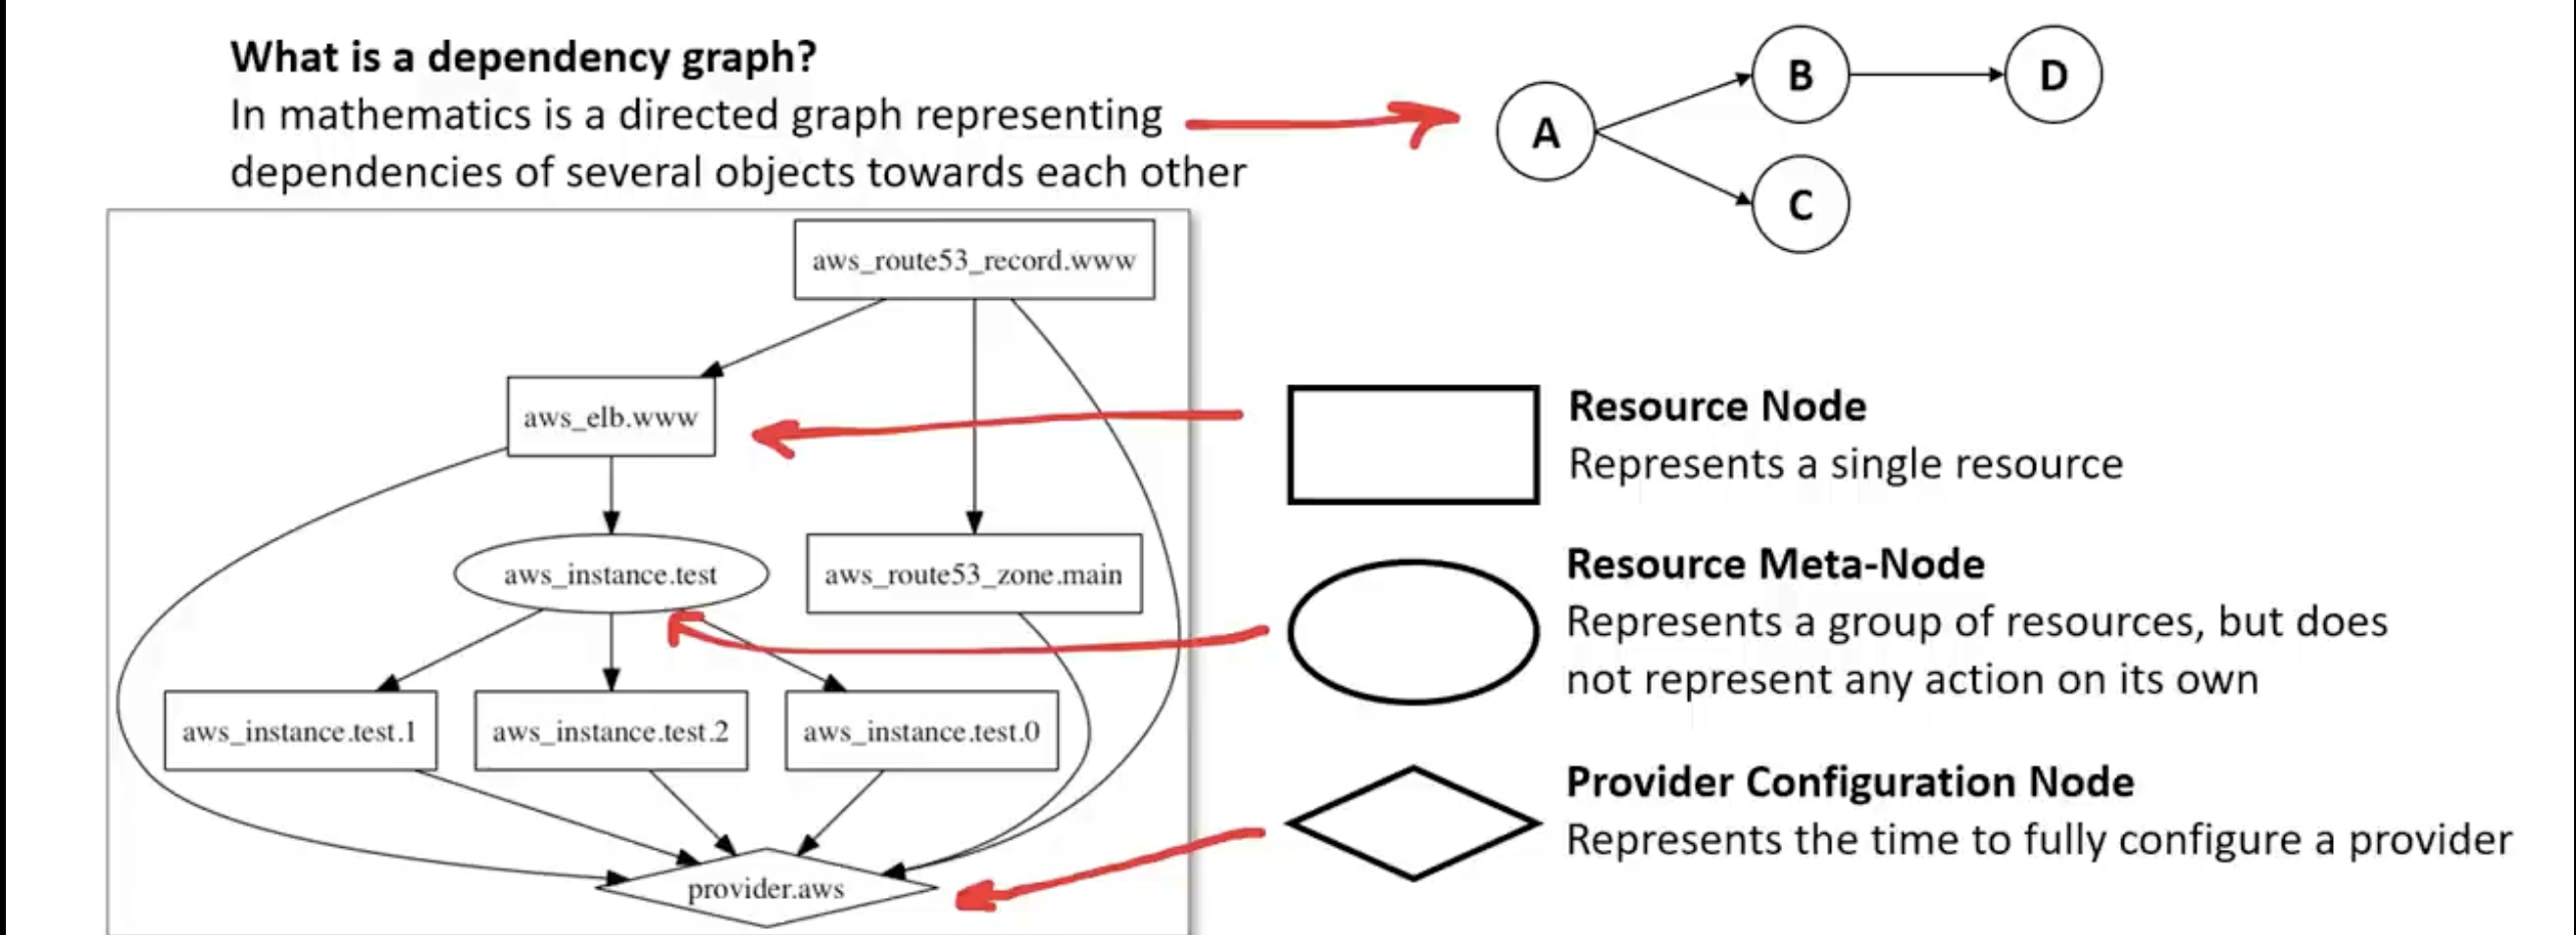 What is a dependency graph?
In mathematics is a directed graph representing
dependencies of several objects towards each other
A
B
D
C
aws_route53_record.www
aws_elb.www
aws_instance.test
aws_route53_zone.main
aws_instance.test.1
aws_instance.test.2
aws_instance.test.0
provider.aws
Resource Node
Represents a single resource
Resource Meta-Node
Represents a group of resources, but does
not represent any action on its own
Provider Configuration Node
Represents the time to fully configure a provider